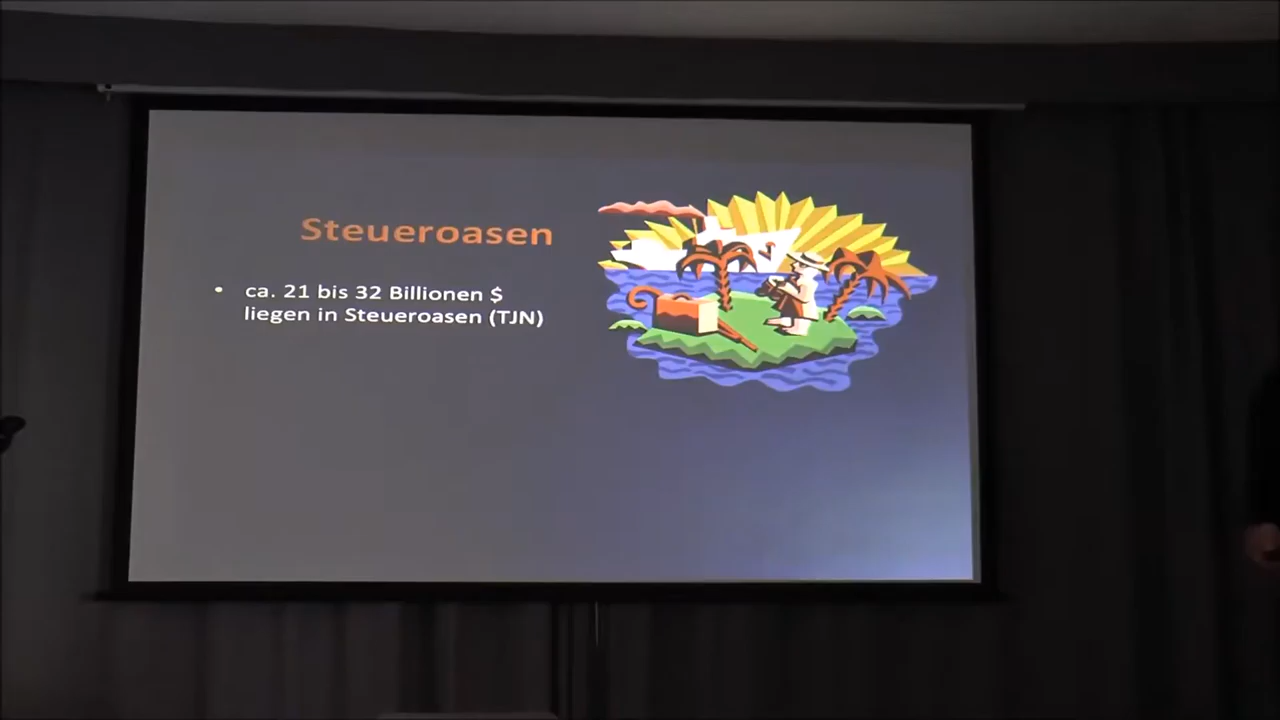 Steueroasen
• ca. 21 bis 32 Billionen $
liegen in Steueroasen (TJN)